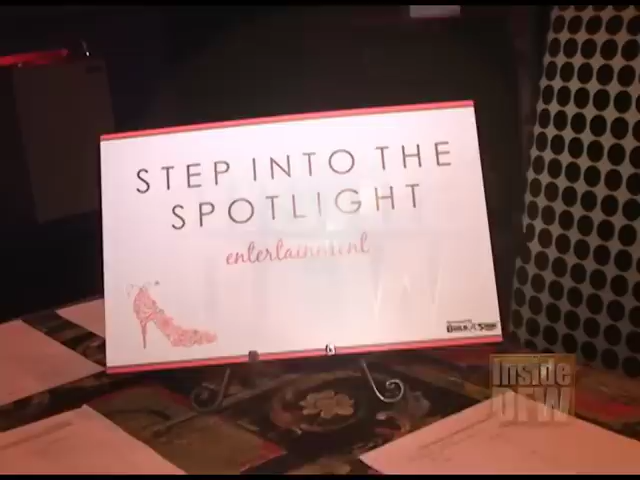 STEP INTO THE
SPOTLIGHT
entertainment
Inside
DFW